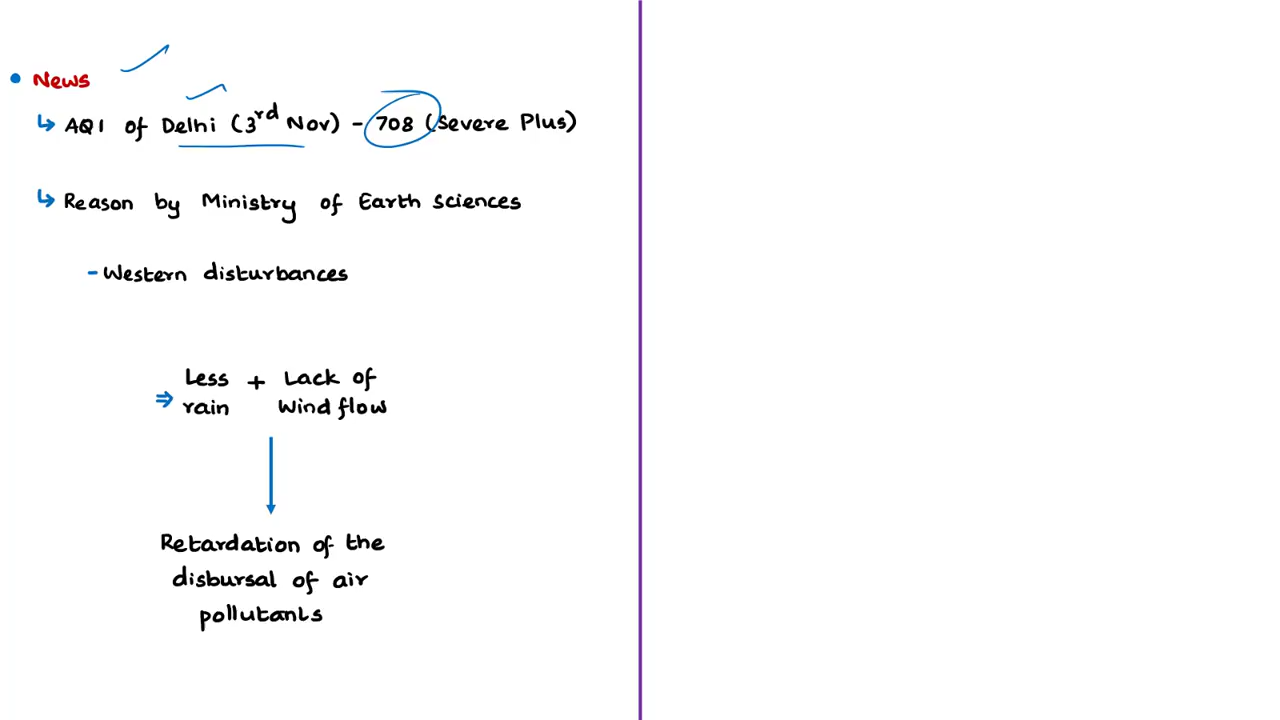 • News
↳ AQI of Delhi (3rd Nov) - 708 (Severe Plus)
↳ Reason by Ministry of Earth sciences
- Western disturbances
Less + Lack of
⇒ rain wind flow
Retardation of the
disbursal of air
pollutants